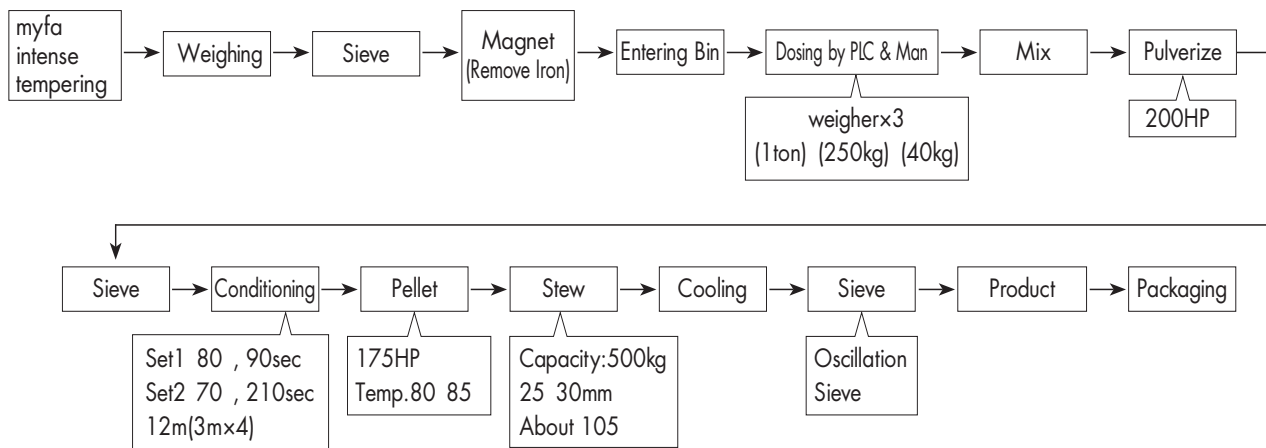 myfa
intense
tempering
Weighing
Sieve
Magnet
(Remove Iron)
Entering Bin
Dosing by PLC & Man
Mix
Pulverize
weigher×3
(1ton) (250kg) (40kg)
200HP
Sieve
Conditioning
Pellet
Stew
Cooling
Sieve
Product
Packaging
Set1 80 , 90sec
Set2 70 , 210sec
12m(3m×4)
175HP
Temp.80 85
Capacity:500kg
25 30mm
About 105
Oscillation
Sieve